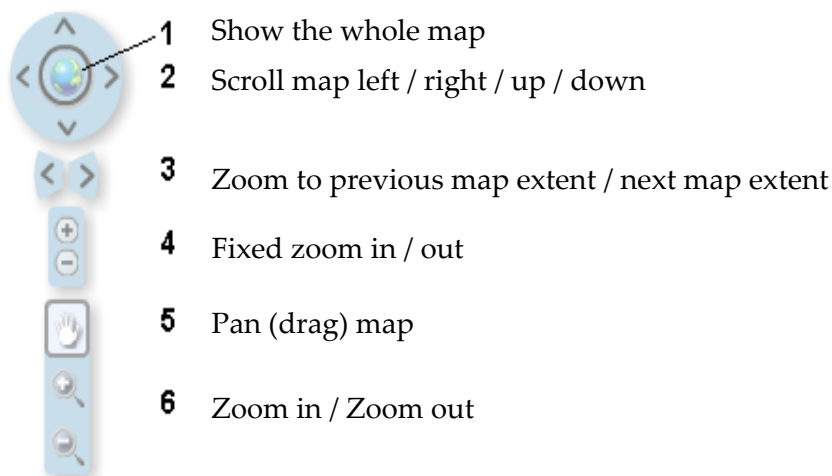 1 Show the whole map
2 Scroll map left / right / up / down
3 Zoom to previous map extent / next map extent
4 Fixed zoom in / out
5 Pan (drag) map
6 Zoom in / Zoom out